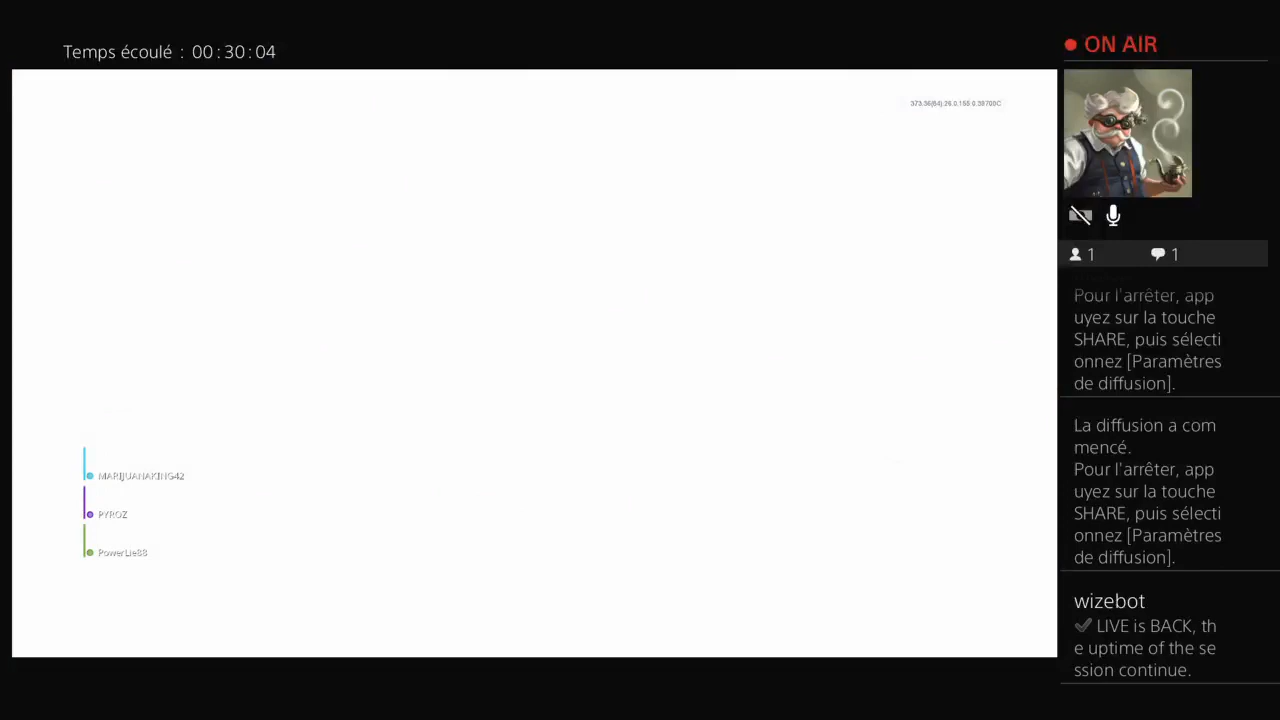 Temps écoulé : 00:30:04
ON AIR
1
1
Pour l'arrêter, app
uyez sur la touche
SHARE, puis sélecti
onnez [Paramètres
de diffusion].
La diffusion a com
mencé.
Pour l'arrêter, app
uyez sur la touche
SHARE, puis sélecti
onnez [Paramètres
de diffusion].
wizebot
✔ LIVE is BACK, th
e uptime of the se
ssion continue.
MARIJUANAKING42
PYROZ
PowerLie88